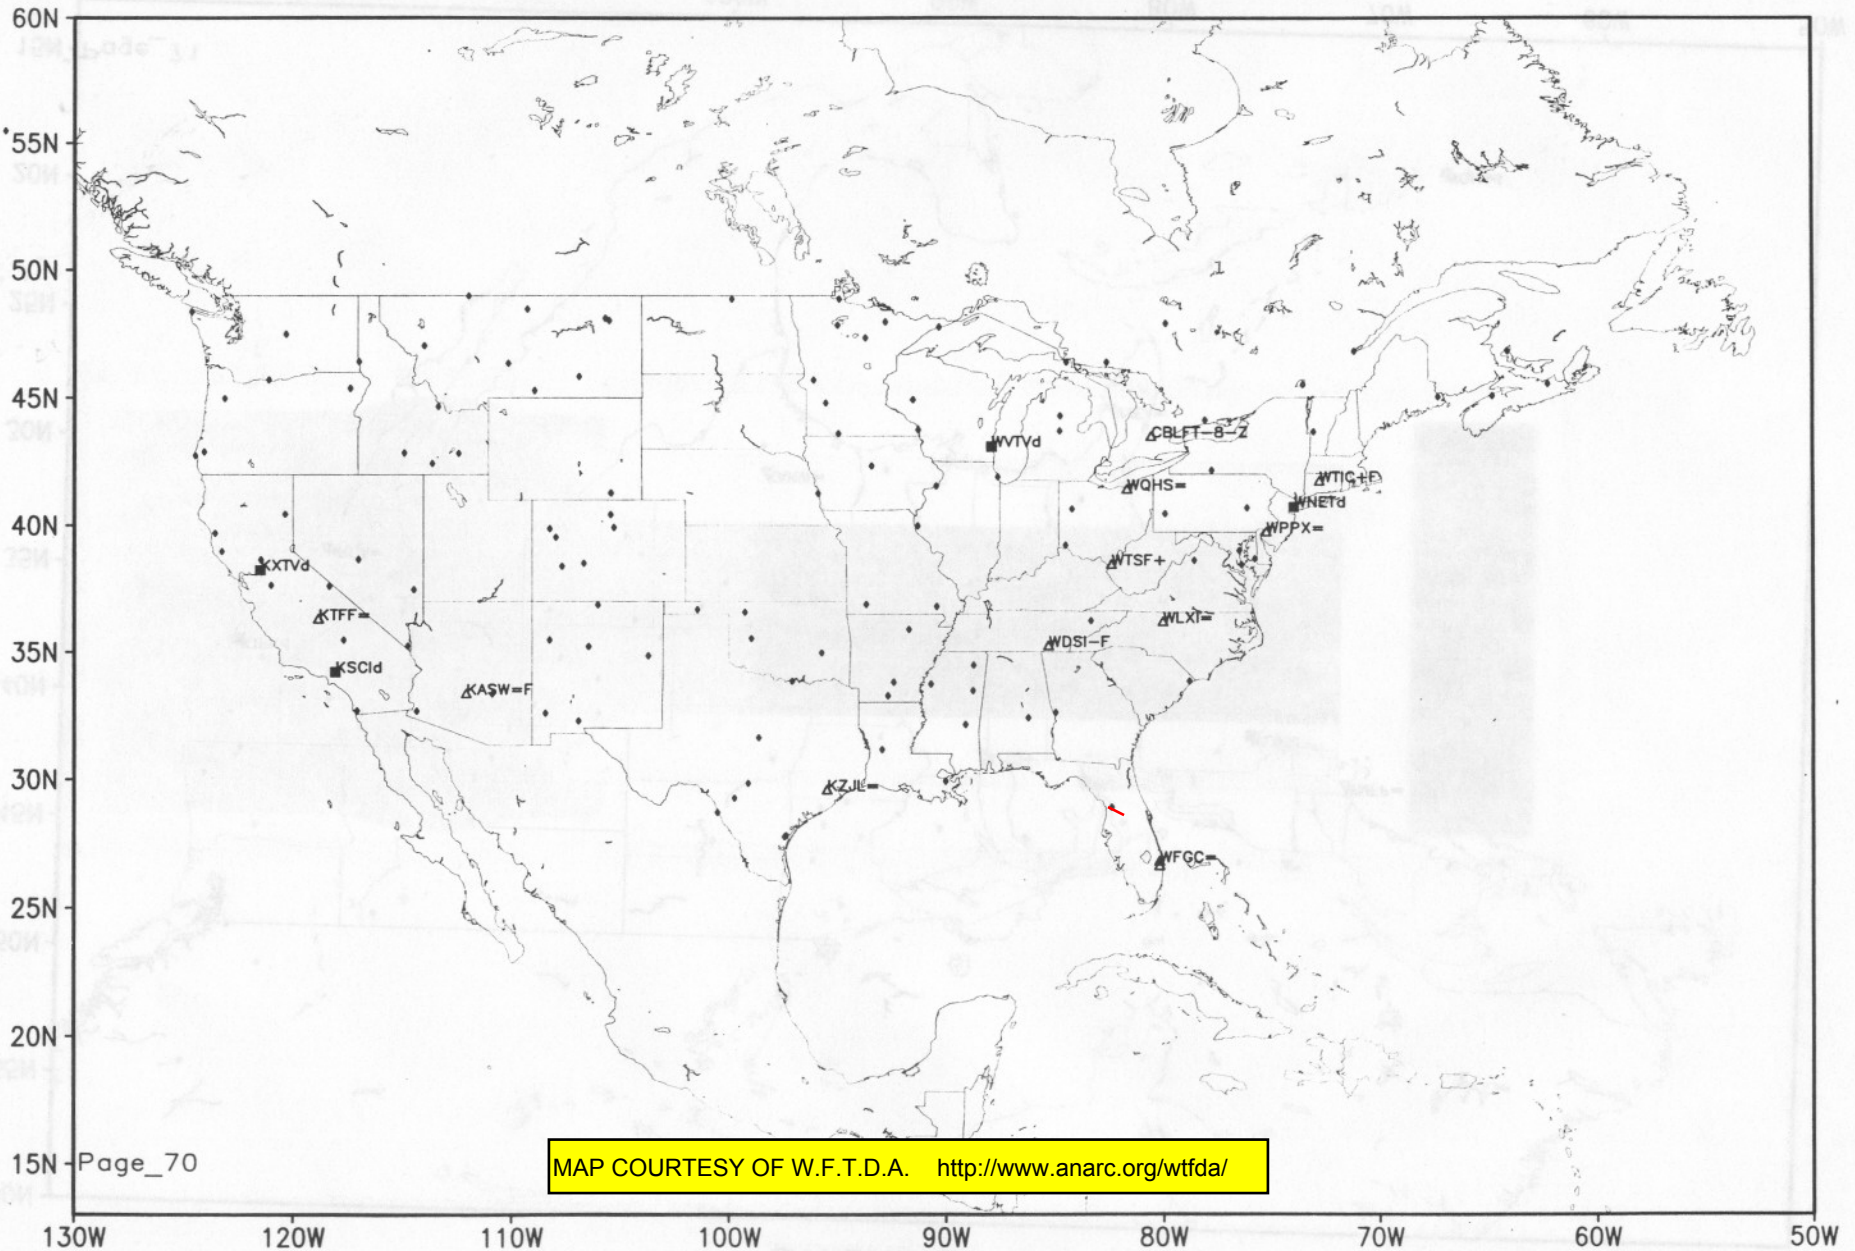 60N
55N
50N
45N
40N
35N
30N
25N
20N
15N
WVTVd
CBLFT-8-Z
WQHS=
WTIC+F
WNETd
WPPX=
KXTVd
WTSF+
KTFF=
WLXI=
WDSI-F
KSCId
KASW=F
KZJL=
WFGC=
Page_70
MAP COURTESY OF W.F.T.D.A. http://www.anarc.org/wtfda/
130W 120W 110W 100W 90W 80W 70W 60W 50W